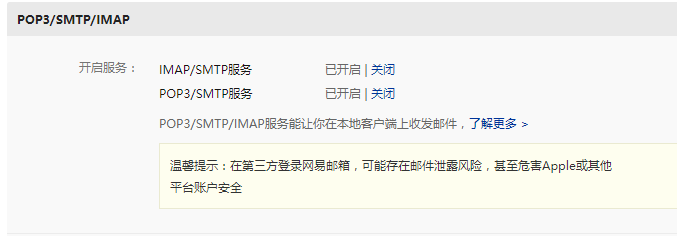 POP3/SMTP/IMAP
开启服务： IMAP/SMTP服务 已开启 | 关闭
POP3/SMTP服务 已开启 | 关闭
POP3/SMTP/IMAP服务能让你在本地客户端上收发邮件，了解更多 >
温馨提示：在第三方登录网易邮箱，可能存在邮件泄露风险，甚至危害Apple或其他
平台账户安全